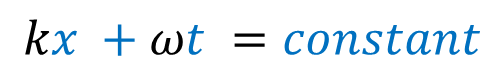 kx + ωt = constant